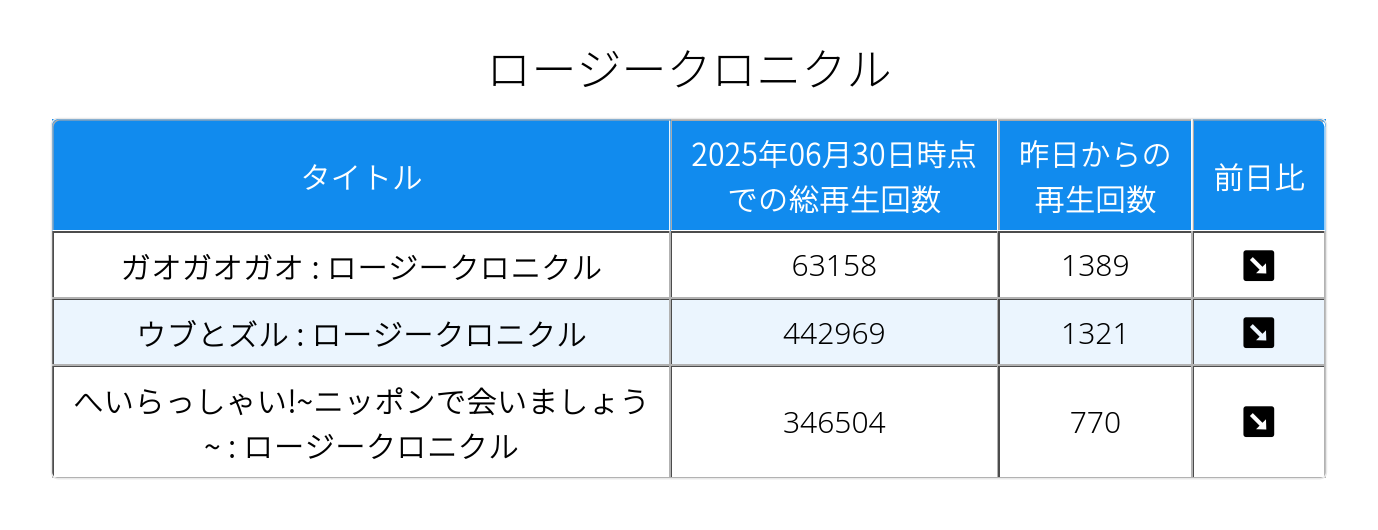 ロージークロニクル
タイトル
2025年06月30日時点
での総再生回数
昨日からの
再生回数
前日比
ガオガオガオ : ロージークロニクル
63158
1389
ウブとズル : ロージークロニクル
442969
1321
へいらっしゃい!~ニッポンで会いましょう
~ : ロージークロニクル
346504
770